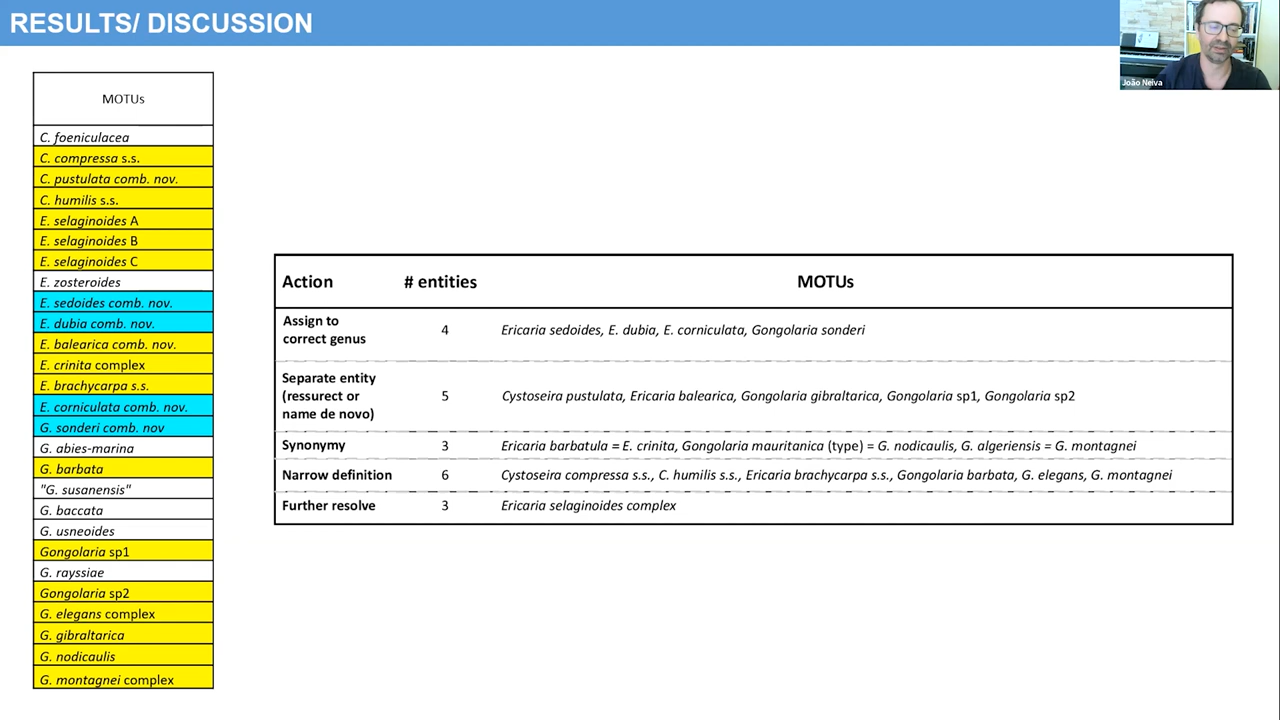 RESULTS/ DISCUSSION
João Neiva
MOTUs
C. foeniculacea
C. compressa s.s.
C. pustulata comb. nov.
C. humilis s.s.
E. selaginoides A
E. selaginoides B
E. selaginoides C
E. zosteroides
E. sedoides comb. nov.
E. dubia comb. nov.
E. balearica comb. nov.
E. crinita complex
E. brachycarpa s.s.
E. corniculata comb. nov.
G. sonderi comb. nov
G. abies-marina
G. barbata
"G. susanensis"
G. baccata
G. usneoides
Gongolaria sp1
G. rayssiae
Gongolaria sp2
G. elegans complex
G. gibraltarica
G. nodicaulis
G. montagnei complex
Action # entities MOTUs
Assign to
correct genus 4 Ericaria sedoides, E. dubia, E. corniculata, Gongolaria sonderi
Separate entity
(ressurect or 5 Cystoseira pustulata, Ericaria balearica, Gongolaria gibraltarica, Gongolaria sp1, Gongolaria sp2
name de novo)
Synonymy 3 Ericaria barbatula = E. crinita, Gongolaria mauritanica (type) = G. nodicaulis, G. algeriensis = G. montagnei
Narrow definition 6 Cystoseira compressa s.s., C. humilis s.s., Ericaria brachycarpa s.s., Gongolaria barbata, G. elegans, G. montagnei
Further resolve 3 Ericaria selaginoides complex